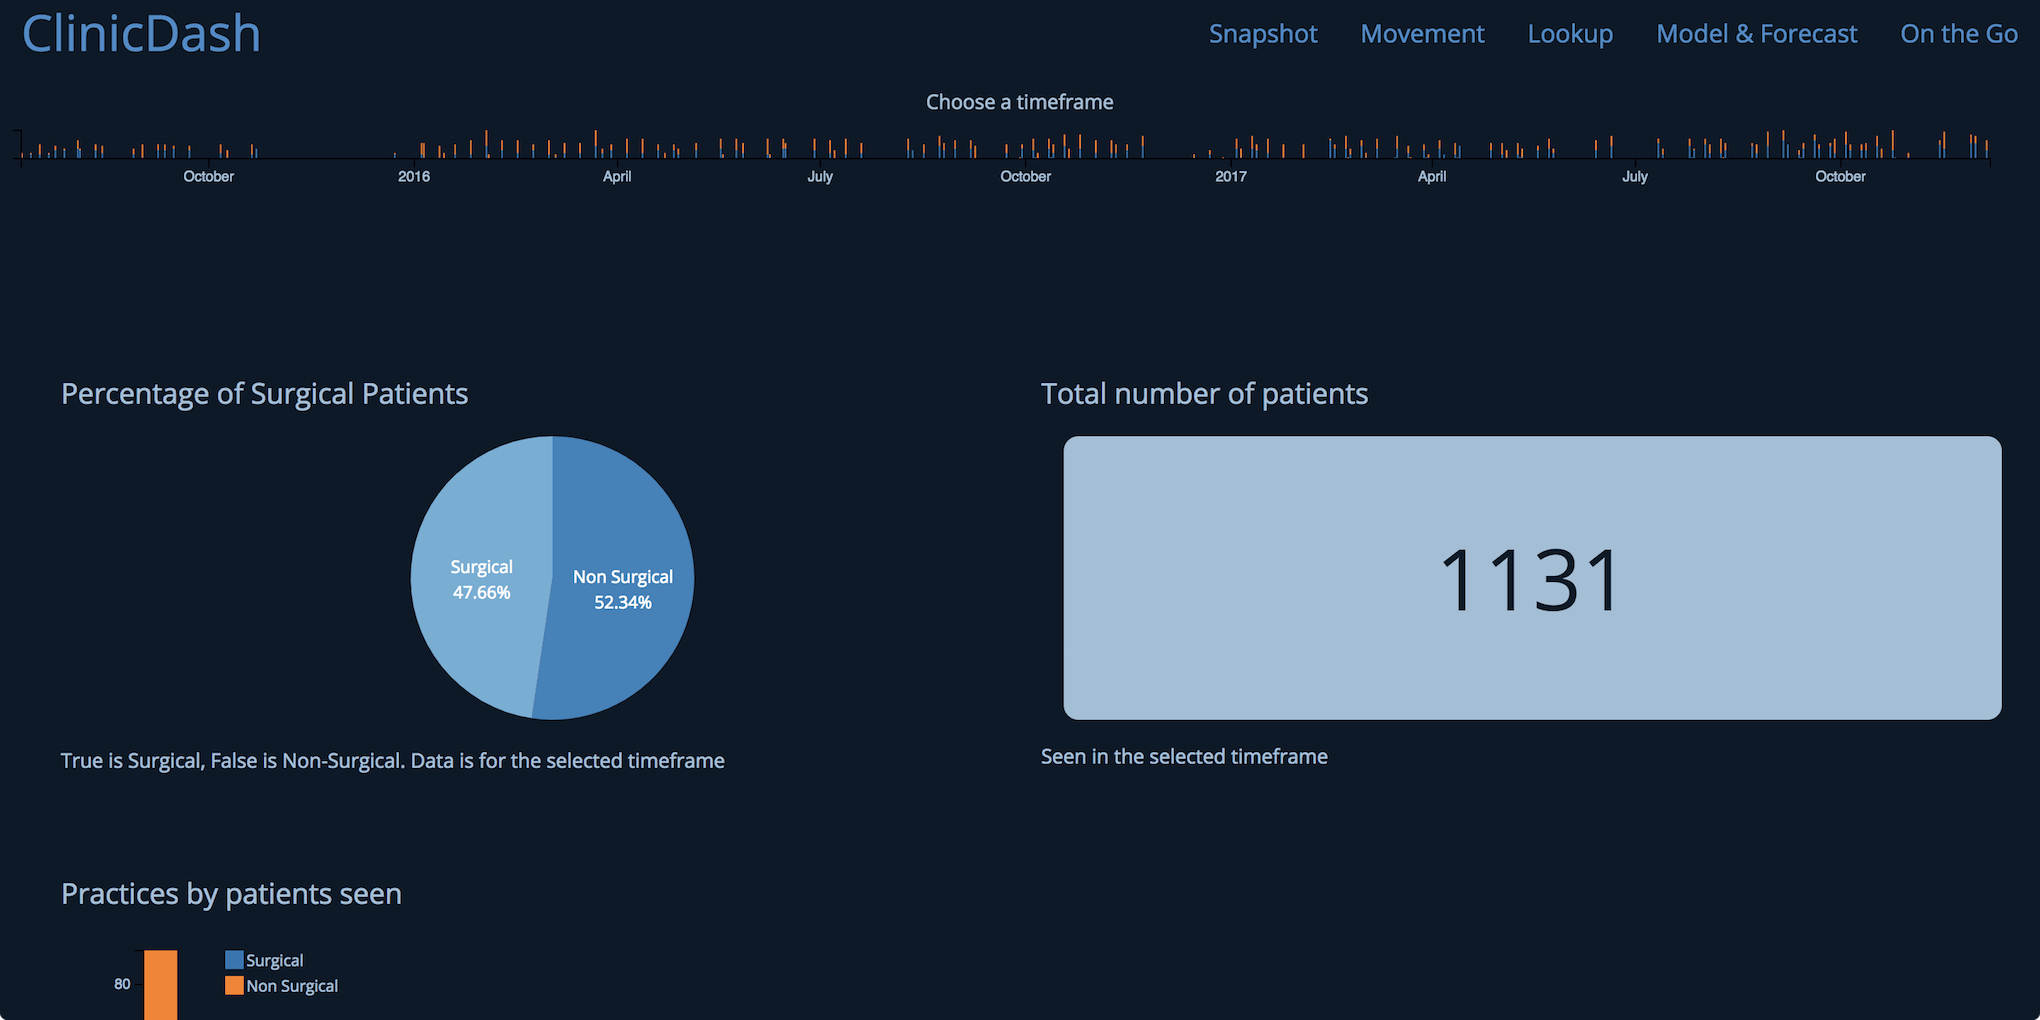 ClinicDash
Snapshot Movement Lookup Model & Forecast On the Go
Choose a timeframe
October 2016 April July October 2017 April July October
Percentage of Surgical Patients
Total number of patients
Surgical
47.66%
Non Surgical
52.34%
1131
True is Surgical, False is Non-Surgical. Data is for the selected timeframe
Seen in the selected timeframe
Practices by patients seen
80
Surgical
Non Surgical